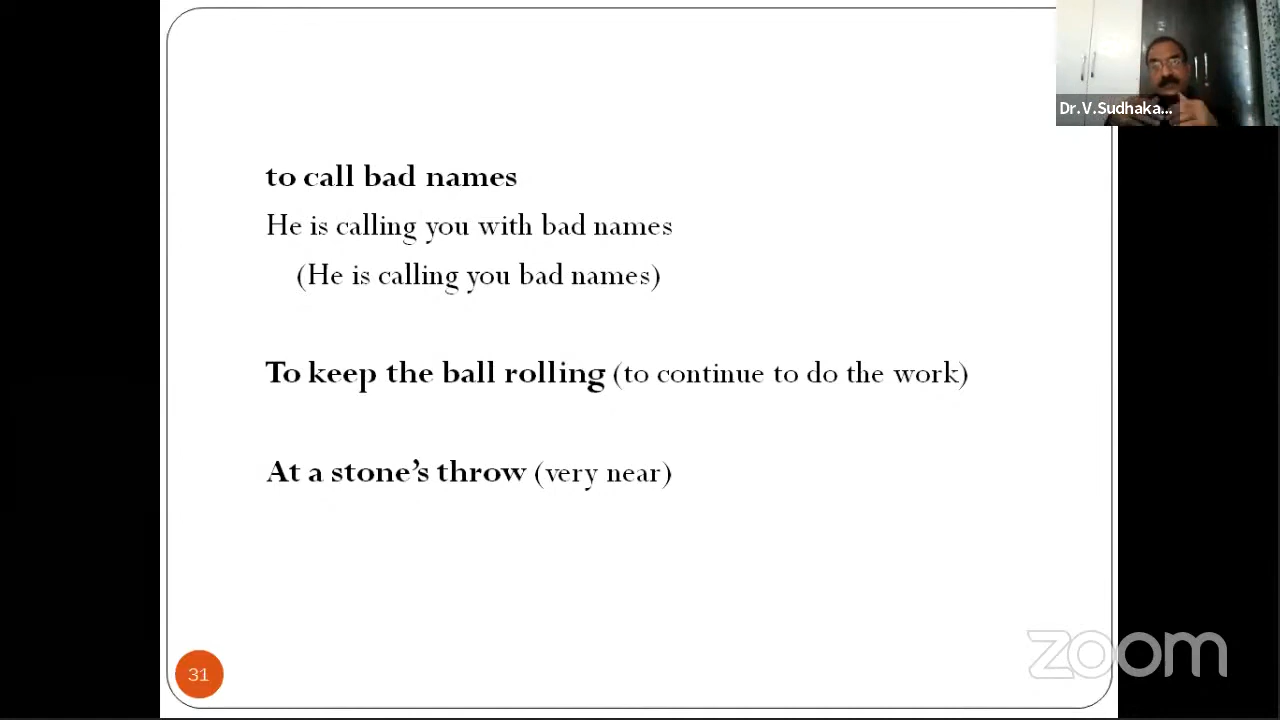 Dr.V.Sudhaka...
to call bad names
He is calling you with bad names
(He is calling you bad names)
To keep the ball rolling (to continue to do the work)
At a stone’s throw (very near)
31
zoom